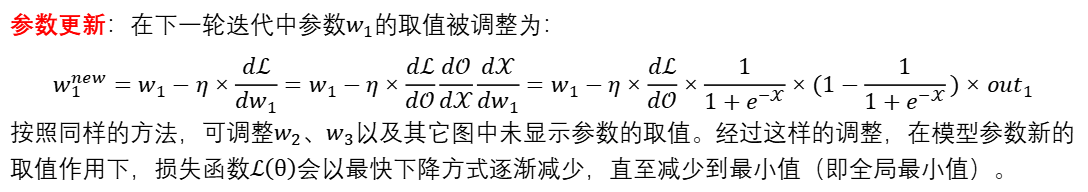 参数更新：在下一轮迭代中参数𝑤₁的取值被调整为：
𝑤₁ⁿᵉʷ = 𝑤₁ − 𝜂 × dℒ/d𝑤₁ = 𝑤₁ − 𝜂 × dℒ/d𝒪 d𝒪/d𝒳 d𝒳/d𝑤₁ = 𝑤₁ − 𝜂 × dℒ/d𝒪 × 1/(1 + 𝑒^−𝑥) × (1 − 1/(1 + 𝑒^−𝑥)) × 𝑜𝑢𝑡₁
按照同样的方法，可调整𝑤₂、𝑤₃以及其它图中未显示参数的取值。经过这样的调整，在模型参数新的
取值作用下，损失函数ℒ(θ)会以最快下降方式逐渐减少，直至减少到最小值（即全局最小值）。